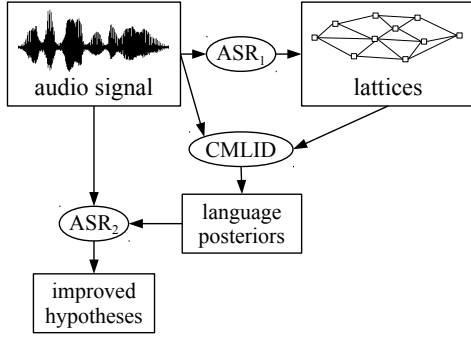 ASR₁
audio signal
lattices
CMLID
language
posteriors
ASR₂
improved
hypotheses